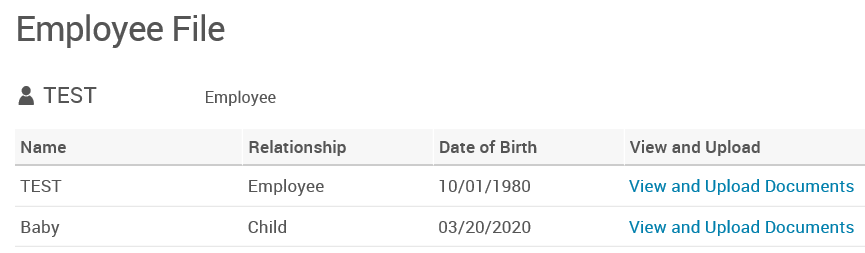 Employee File
TEST Employee
Name Relationship Date of Birth View and Upload
TEST Employee 10/01/1980 View and Upload Documents
Baby Child 03/20/2020 View and Upload Documents